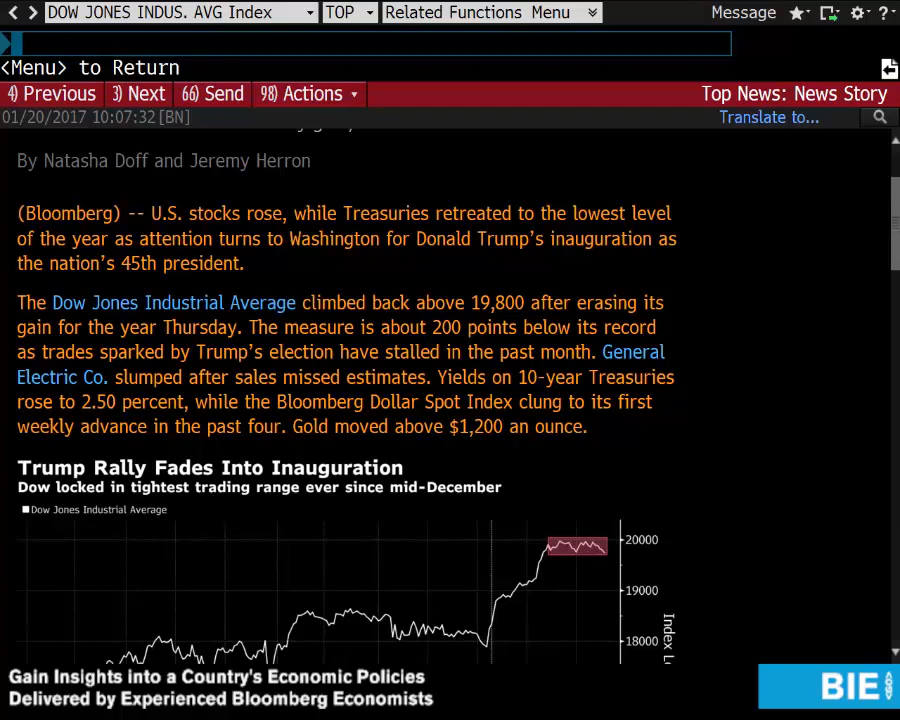 DOW JONES INDUS. AVG Index TOP Related Functions Menu Message ?
<Menu> to Return
4) Previous 3) Next 66) Send 98) Actions Top News: News Story
01/20/2017 10:07:32 [BN] Translate to...
By Natasha Doff and Jeremy Herron
(Bloomberg) -- U.S. stocks rose, while Treasuries retreated to the lowest level
of the year as attention turns to Washington for Donald Trump's inauguration as
the nation's 45th president.
The Dow Jones Industrial Average climbed back above 19,800 after erasing its
gain for the year Thursday. The measure is about 200 points below its record
as trades sparked by Trump's election have stalled in the past month. General
Electric Co. slumped after sales missed estimates. Yields on 10-year Treasuries
rose to 2.50 percent, while the Bloomberg Dollar Spot Index clung to its first
weekly advance in the past four. Gold moved above $1,200 an ounce.
Trump Rally Fades Into Inauguration
Dow locked in tightest trading range ever since mid-December
Dow Jones Industrial Average
20000
19000
18000
Index
Gain Insights into a Country's Economic Policies
Delivered by Experienced Bloomberg Economists
BIE